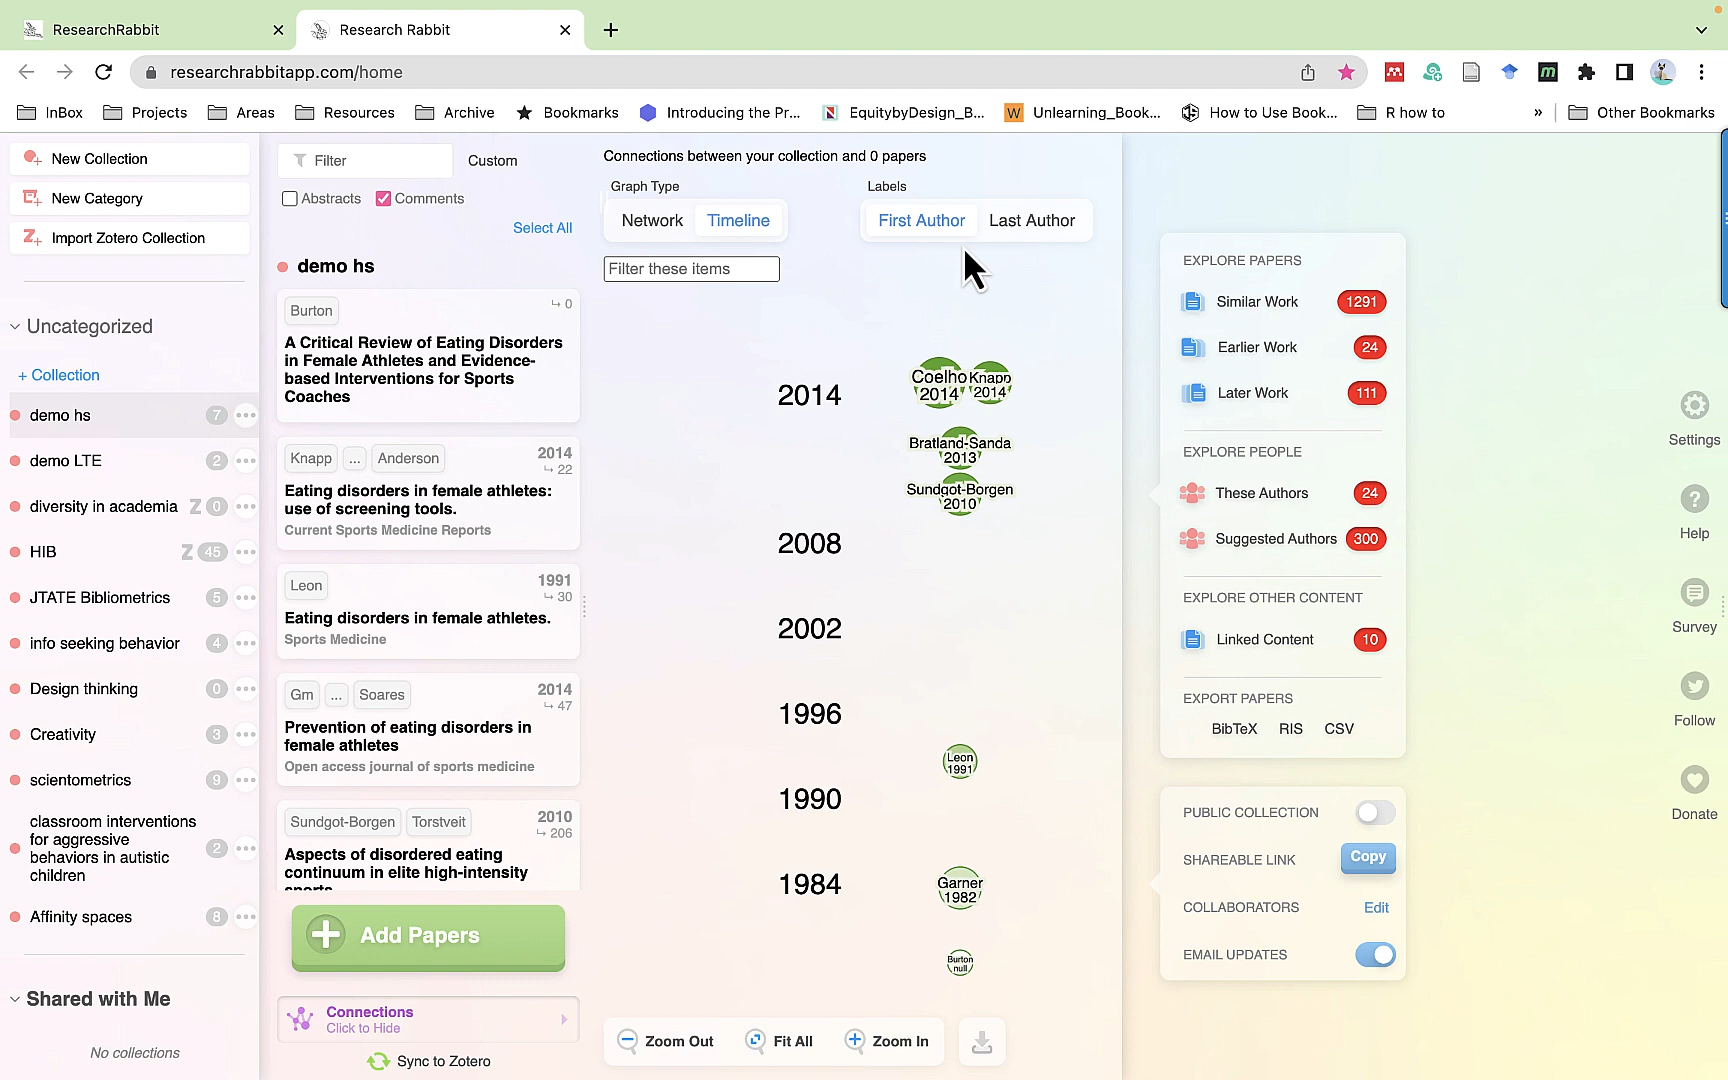 ResearchRabbit
Research Rabbit
researchrabbitapp.com/home
InBox
Projects
Areas
Resources
Archive
Bookmarks
Introducing the Pr...
EquitybyDesign_B...
Unlearning_Book...
How to Use Book...
R how to
»
Other Bookmarks
New Collection
New Category
Import Zotero Collection
Uncategorized
+ Collection
demo hs 7
demo LTE 2
diversity in academia Z 0
HIB Z 45
JTATE Bibliometrics 5
info seeking behavior 4
Design thinking 0
Creativity 3
scientometrics 9
classroom interventions
for aggressive
behaviors in autistic
children
2
Affinity spaces 8
Shared with Me
No collections
Filter
Custom
Abstracts
Comments
Select All
demo hs
Burton 0
A Critical Review of Eating Disorders
in Female Athletes and Evidence-
based Interventions for Sports
Coaches
Knapp ... Anderson 2014
22
Eating disorders in female athletes:
use of screening tools.
Current Sports Medicine Reports
Leon 1991
30
Eating disorders in female athletes.
Sports Medicine
Gm ... Soares 2014
47
Prevention of eating disorders in
female athletes
Open access journal of sports medicine
Sundgot-Borgen Torstveit 2010
206
Aspects of disordered eating
continuum in elite high-intensity
sports
Add Papers
Connections
Click to Hide
Sync to Zotero
Connections between your collection and 0 papers
Graph Type
Labels
Network
Timeline
First Author
Last Author
Filter these items
2014
2008
2002
1996
1990
1984
Coelho
2014
Knapp
2014
Bratland-Sanda
2013
Sundgot-Borgen
2010
Leon
1991
Garner
1982
Burton
null
Zoom Out
Fit All
Zoom In
EXPLORE PAPERS
Similar Work 1291
Earlier Work 24
Later Work 111
EXPLORE PEOPLE
These Authors 24
Suggested Authors 300
EXPLORE OTHER CONTENT
Linked Content 10
EXPORT PAPERS
BibTeX RIS CSV
PUBLIC COLLECTION
SHAREABLE LINK Copy
COLLABORATORS Edit
EMAIL UPDATES
Settings
Help
Survey
Follow
Donate